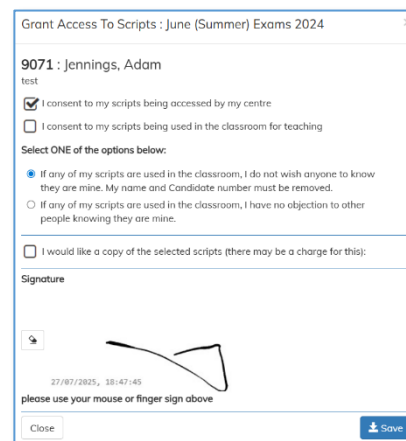 Grant Access To Scripts : June (Summer) Exams 2024
9071 : Jennings, Adam
test
I consent to my scripts being accessed by my centre
I consent to my scripts being used in the classroom for teaching
Select ONE of the options below:
If any of my scripts are used in the classroom, I do not wish anyone to know
they are mine. My name and Candidate number must be removed.
If any of my scripts are used in the classroom, I have no objection to other
people knowing they are mine.
I would like a copy of the selected scripts (there may be a charge for this):
Signature
27/07/2025, 18:47:45
please use your mouse or finger sign above
Close
Save